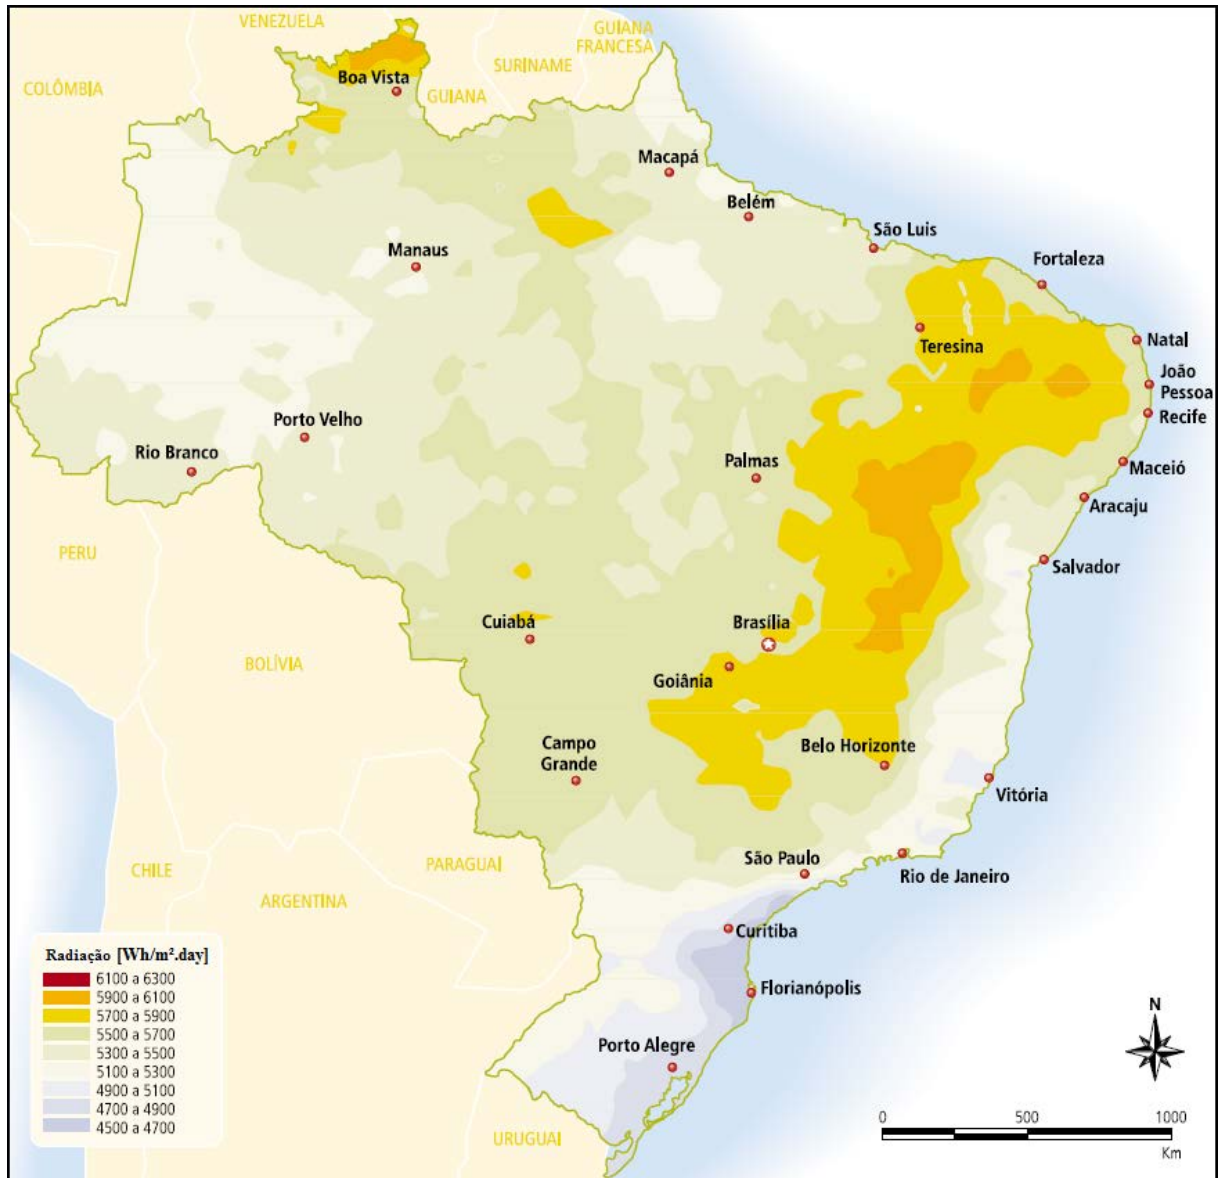 VENEZUELA
GUIANA
FRANCESA
SURINAME
COLÔMBIA
Boa Vista
GUIANA
Macapá
Belém
São Luis
Manaus
Fortaleza
Teresina
Natal
João
Pessoa
Recife
Porto Velho
Rio Branco
Palmas
Maceió
Aracaju
PERU
Salvador
Cuiabá
Brasília
BOLÍVIA
Goiânia
Campo
Grande
Belo Horizonte
Vitória
São Paulo
Rio de Janeiro
CHILE
PARAGUAI
ARGENTINA
Curitiba
Florianópolis
Porto Alegre
URUGUAI
Radiação [Wh/m².day]
6100 a 6300
5900 a 6100
5700 a 5900
5500 a 5700
5300 a 5500
5100 a 5300
4900 a 5100
4700 a 4900
4500 a 4700
N
0 500 1000
Km